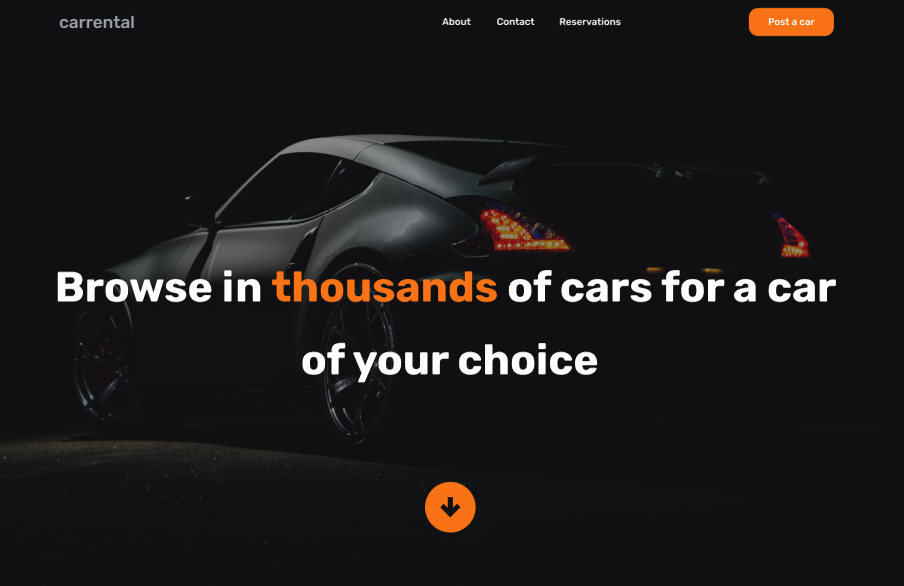 carrental
About
Contact
Reservations
Post a car
Browse in thousands of cars for a car
of your choice